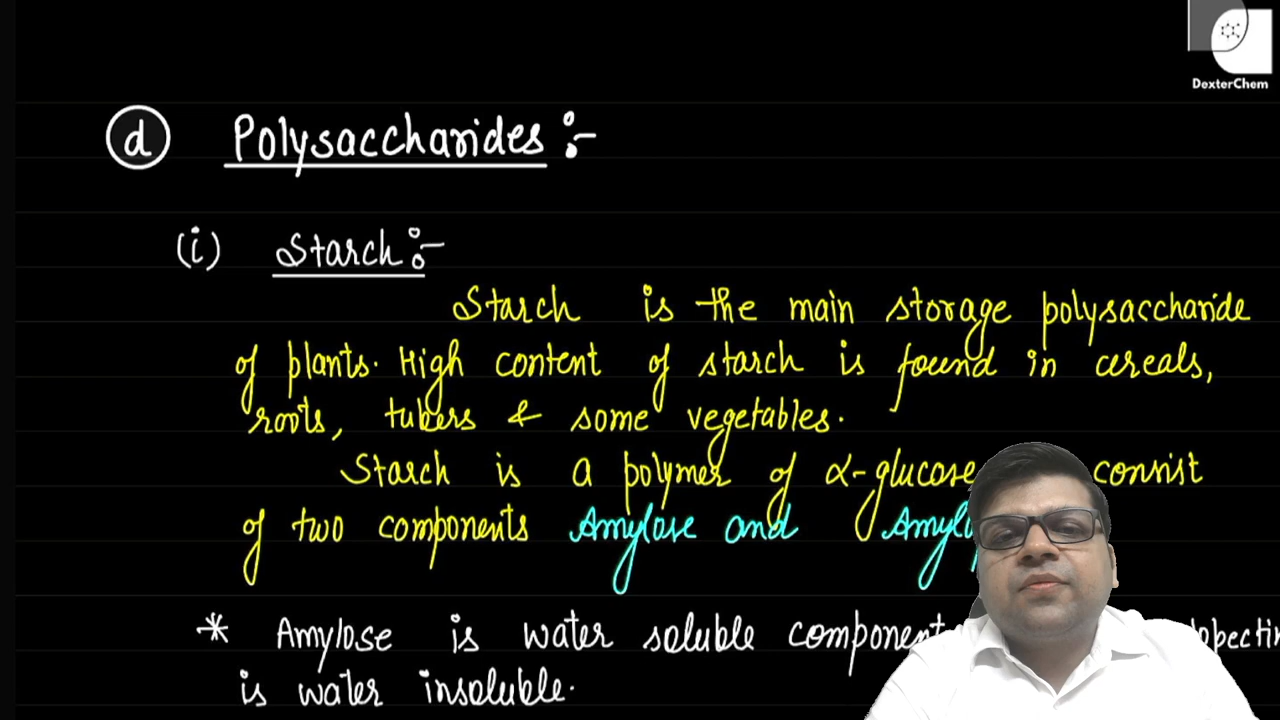 DexterChem
(d) Polysaccharides :-
(i) Starch :-
Starch is the main storage polysaccharide
of plants. High content of starch is found in cereals,
roots, tubers & some vegetables.
Starch is a polymer of α-glucose consist
of two components Amylose and
* Amylose is water soluble component
is water insoluble.